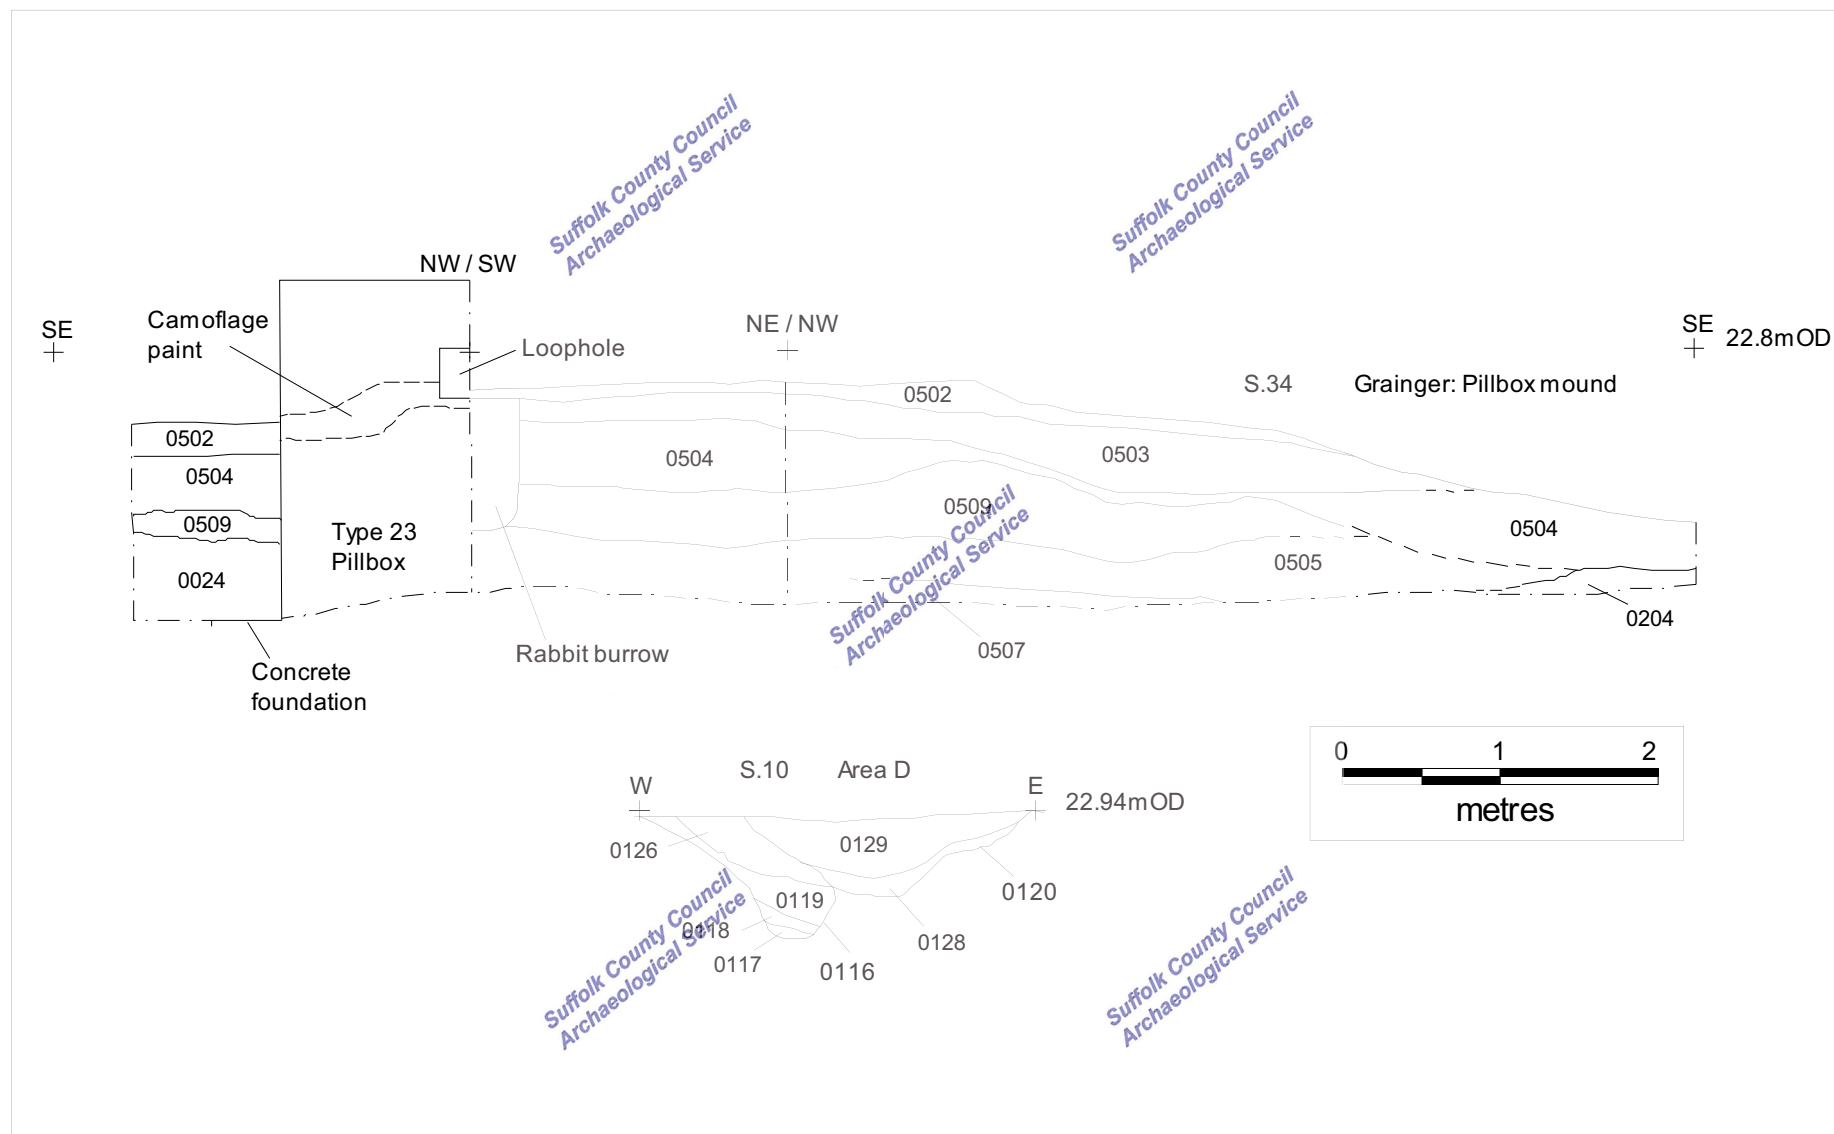 Suffolk County Council
Archaeological Service
Suffolk County Council
Archaeological Service
NW / SW
SE
Camoflage
paint
Loophole
NE / NW
SE
22.8mOD
S.34
Grainger: Pillbox mound
0502
0502
0503
0504
0504
0509
0509
0504
0505
0024
Type 23
Pillbox
0204
0507
Rabbit burrow
Concrete
foundation
Suffolk County Council
Archaeological Service
S.10
Area D
W
E
22.94mOD
0126
0129
0120
0119
0118
0128
0117
0116
0
1
2
metres
Suffolk County Council
Archaeological Service
Suffolk County Council
Archaeological Service